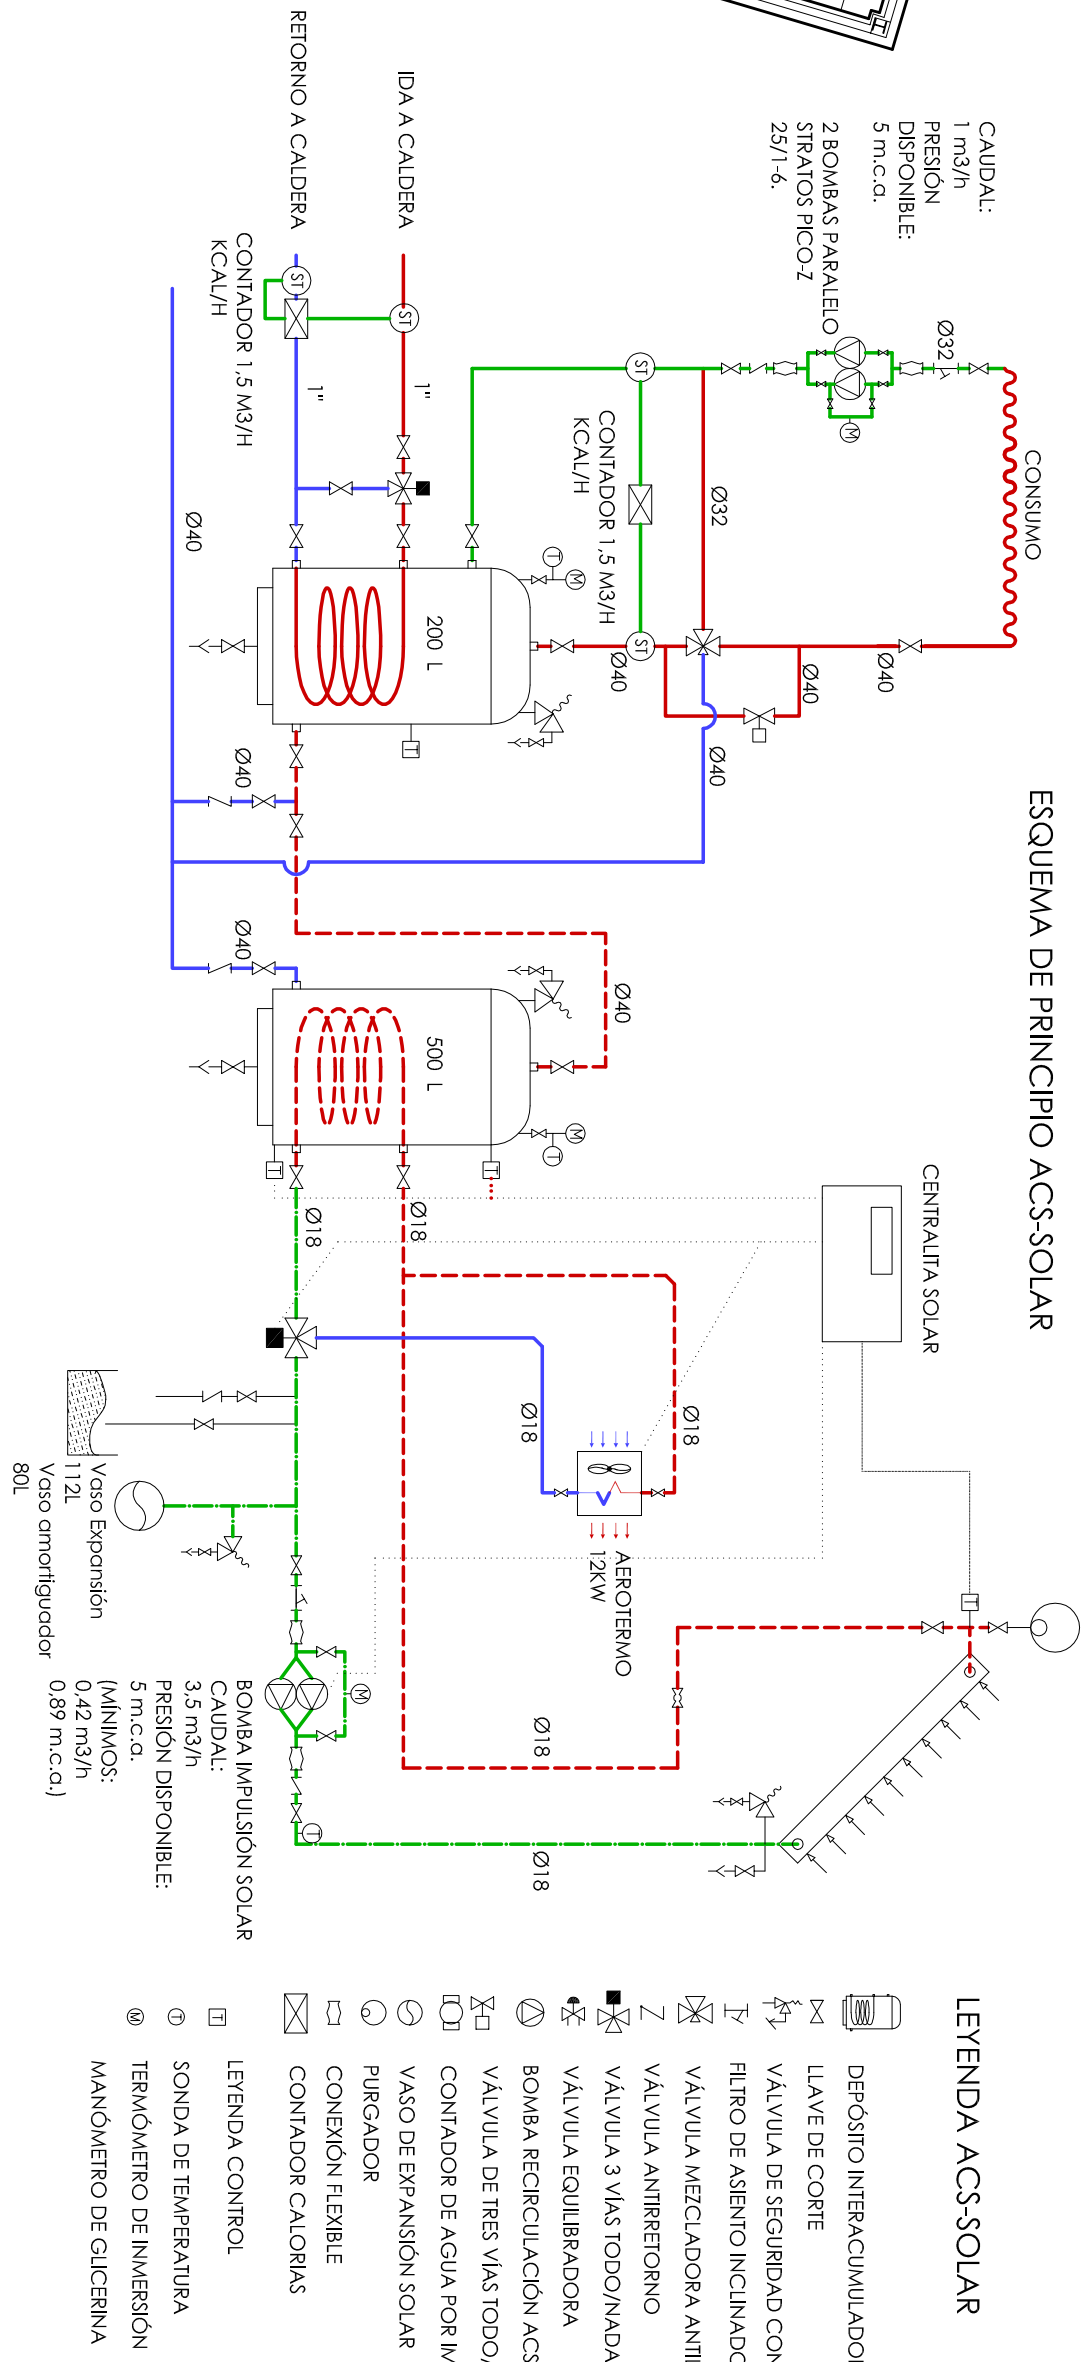 ESQUEMA DE PRINCIPIO ACS-SOLAR
RETORNO A CALDERA
IDA A CALDERA
CAUDAL:
1 m3/h
PRESIÓN
DISPONIBLE:
5 m.c.a.
2 BOMBAS PARALELO
STRATOS PICO-Z
25/1-6.
CONTADOR 1,5 M3/H
KCAL/H
ST
ST
1"
1"
Ø32
M
CONSUMO
ST
CONTADOR 1,5 M3/H
KCAL/H
ST
Ø32
Ø40
T
M
200 L
T
Ø40
Ø40
Ø40
Ø40
Ø40
Ø40
Ø40
500 L
M
T
T
T
CENTRALITA SOLAR
Ø18
Ø18
Ø18
Ø18
AEROTERMO
12KW
T
Vaso Expansión
112L
Vaso amortiguador
80L
M
T
Ø18
Ø18
BOMBA IMPULSIÓN SOLAR
CAUDAL:
3,5 m3/h
PRESIÓN DISPONIBLE:
5 m.c.a.
(MÍNIMOS:
0,42 m3/h
0,89 m.c.a.)
LEYENDA ACS-SOLAR
DEPÓSITO INTERACUMULADOR
LLAVE DE CORTE
VÁLVULA DE SEGURIDAD CON
FILTRO DE ASIENTO INCLINADO
VÁLVULA MEZCLADORA
VÁLVULA ANTIRRETORNO
VÁLVULA 3 VÍAS TODO/NADA
VÁLVULA EQUILIBRADORA
BOMBA RECIRCULACIÓN ACS
VÁLVULA DE TRES VÍAS TODO/
CONTADOR DE AGUA POR
VASO DE EXPANSIÓN SOLAR
PURGADOR
CONEXIÓN FLEXIBLE
CONTADOR CALORIAS
LEYENDA CONTROL
T SONDA DE TEMPERATURA
T TERMÓMETRO DE INMERSIÓN
M MANÓMETRO DE GLICERINA